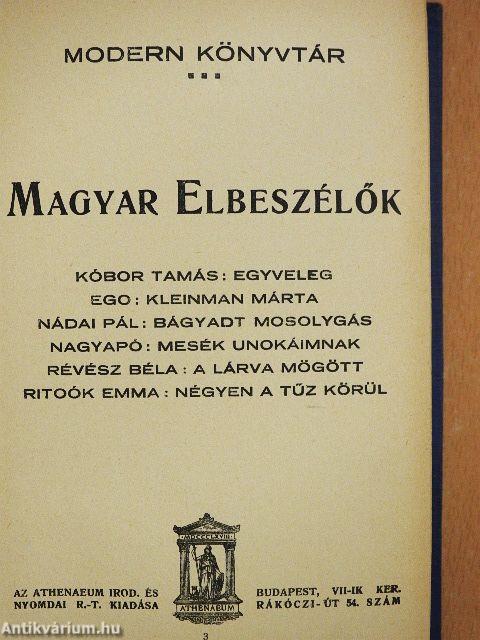 MODERN KÖNYVTÁR
MAGYAR ELBESZÉLŐK
KÓBOR TAMÁS: EGYVELEG
EGO: KLEINMAN MÁRTA
NÁDAI PÁL: BÁGYADT MOSOLYGÁS
NAGYAPÓ: MESÉK UNOKÁIMNAK
RÉVÉSZ BÉLA: A LÁRVA MÖGÖTT
RITOÓK EMMA: NÉGYEN A TŰZ KÖRÜL
MDCCCLXVIII
ATHENAEUM
AZ ATHENAEUM IROD. ÉS
NYOMDAI R.-T. KIADÁSA
BUDAPEST, VII-IK KER.
RÁKÓCZI-ÚT 54. SZÁM
3
Antikvárium.hu